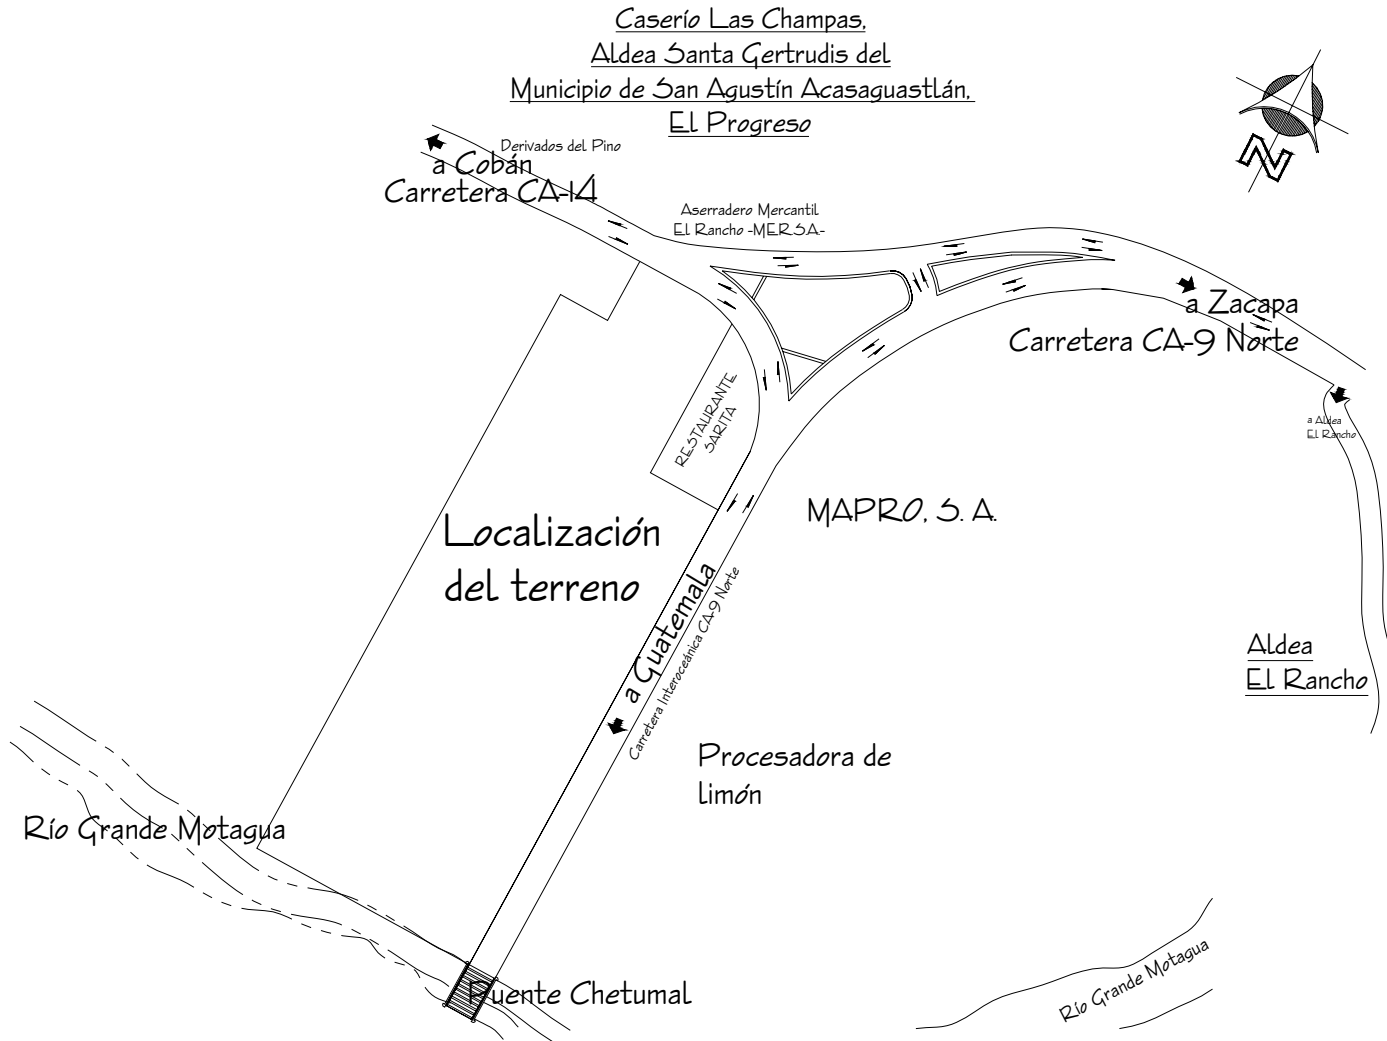 Caserío Las Champas,
Aldea Santa Gertrudis del
Municipio de San Agustín Acasaguastlán,
El Progreso
N
Derivados del Pino
a Cobán
Carretera CA-14
Aserradero Mercantil
El Rancho -MERSA-
a Zacapa
Carretera CA-9 Norte
a Aldea
El Rancho
RESTAURANTE
SARITA
MAPRO, S. A.
Localización
del terreno
a Guatemala
Carretera Interoceánica CA-9 Norte
Aldea
El Rancho
Procesadora de
limón
Río Grande Motagua
Puente Chetumal
Río Grande Motagua